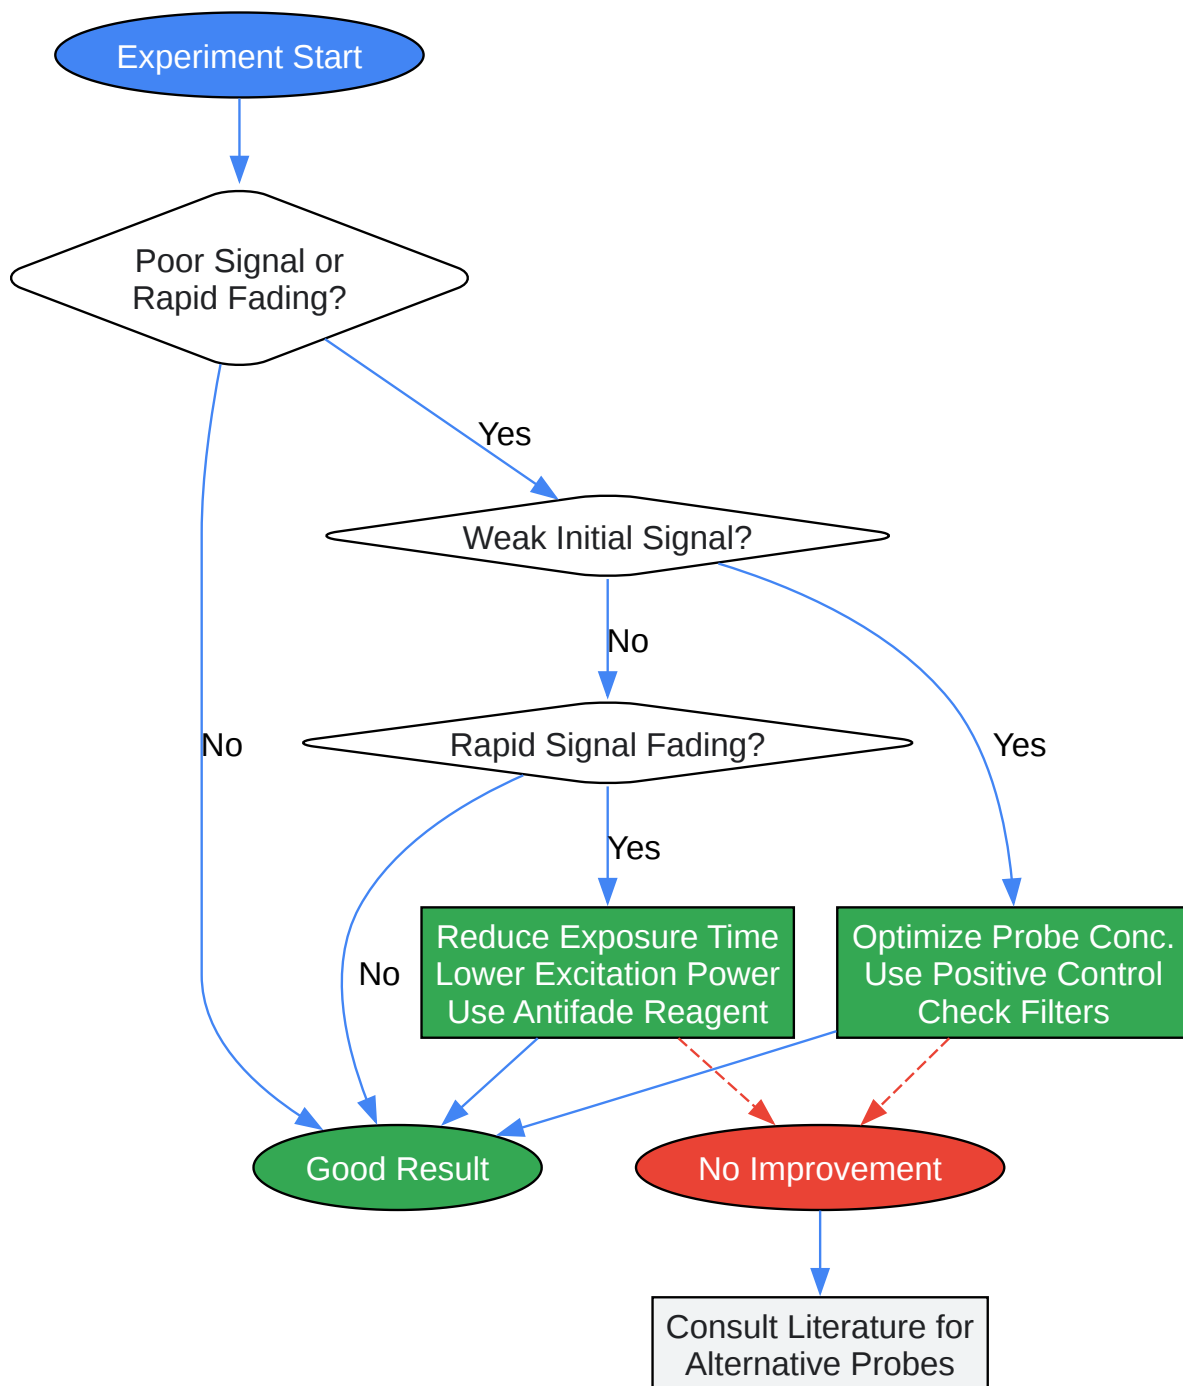 Experiment Start
Poor Signal or
Rapid Fading?
Yes
Weak Initial Signal?
No
Rapid Signal Fading?
No
Yes
Yes
Reduce Exposure Time
Lower Excitation Power
Use Antifade Reagent
Optimize Probe Conc.
Use Positive Control
Check Filters
No
Good Result
No Improvement
Consult Literature for
Alternative Probes